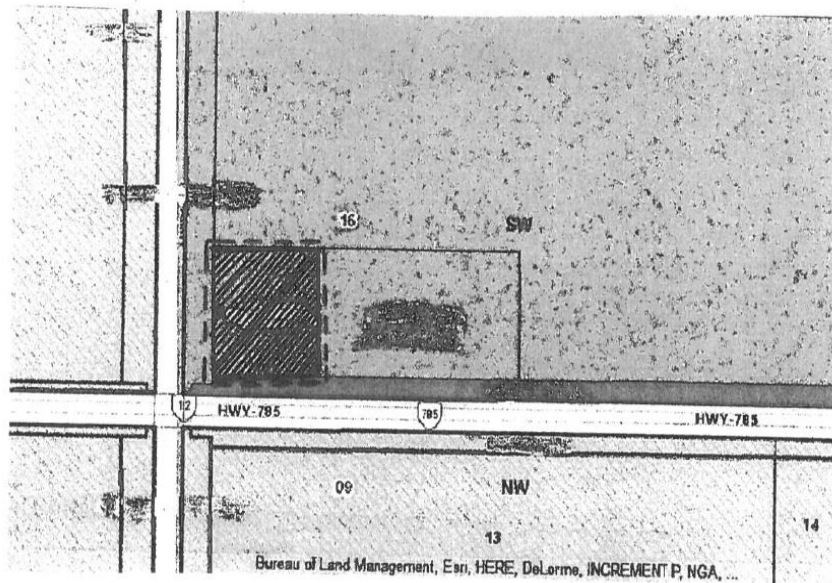 16
SW
112
HWY-785
785
HWY-785
09
NW
13
14
Bureau of Land Management, Esri, HERE, DeLorme, INCREMENT P, NGA, ...